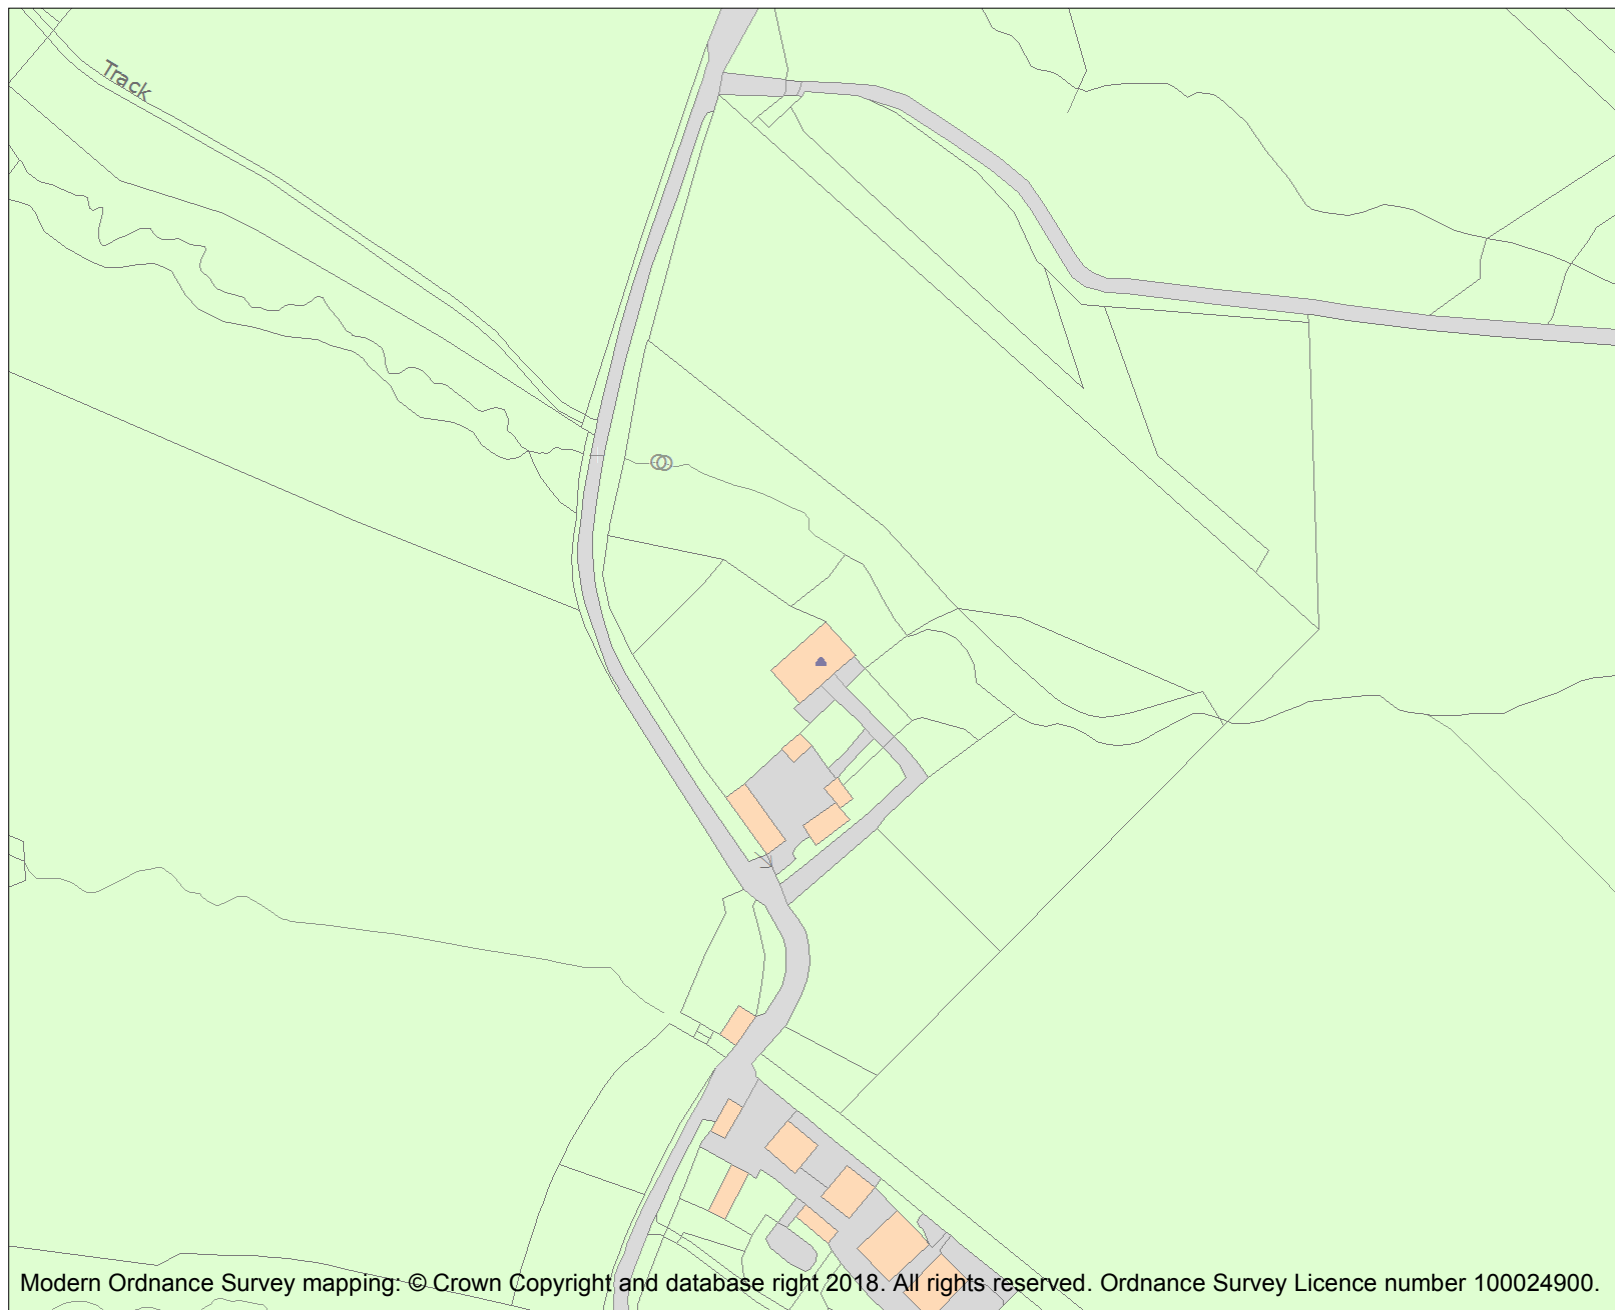 Track
Modern Ordnance Survey mapping: © Crown Copyright and database right 2018. All rights reserved. Ordnance Survey Licence number 100024900.